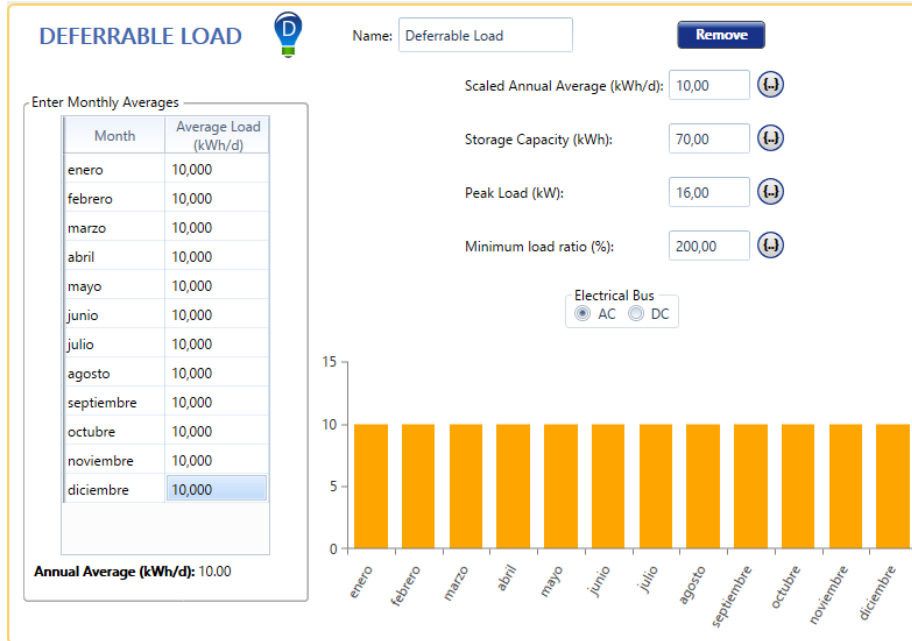 DEFERRABLE LOAD
D
Name: Deferrable Load
Remove
Scaled Annual Average (kWh/d): 10,00 {..}
Storage Capacity (kWh): 70,00 {..}
Peak Load (kW): 16,00 {..}
Minimum load ratio (%): 200,00 {..}
Electrical Bus
AC DC
Enter Monthly Averages
Month Average Load (kWh/d)
enero 10,000
febrero 10,000
marzo 10,000
abril 10,000
mayo 10,000
junio 10,000
julio 10,000
agosto 10,000
septiembre 10,000
octubre 10,000
noviembre 10,000
diciembre 10,000
Annual Average (kWh/d): 10.00
15
10
5
0
enero febrero marzo abril mayo junio julio agosto septiembre octubre noviembre diciembre